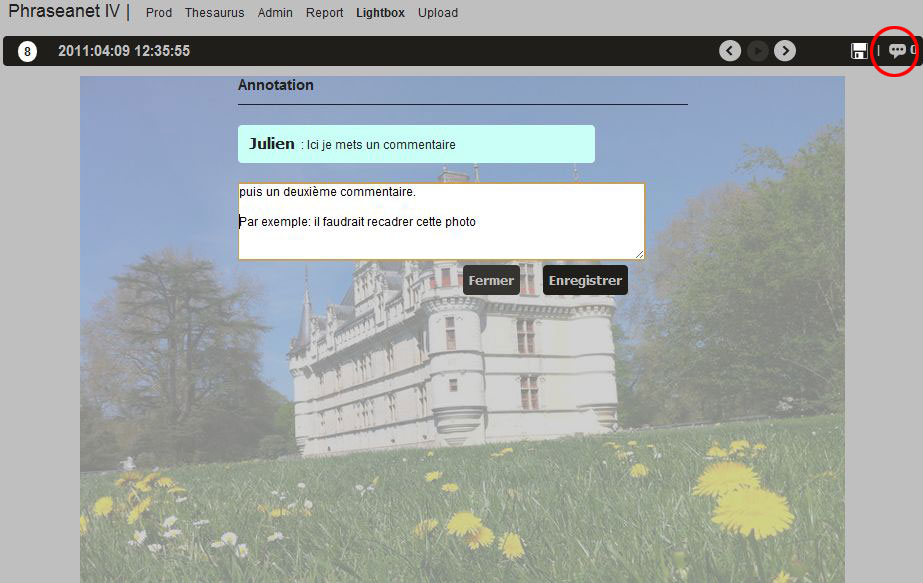 Phraseanet IV | Prod Thesaurus Admin Report Lightbox Upload
8 2011:04:09 12:35:55 | 0
Annotation
Julien : Ici je mets un commentaire
puis un deuxième commentaire.
Par exemple: il faudrait recadrer cette photo
Fermer Enregistrer